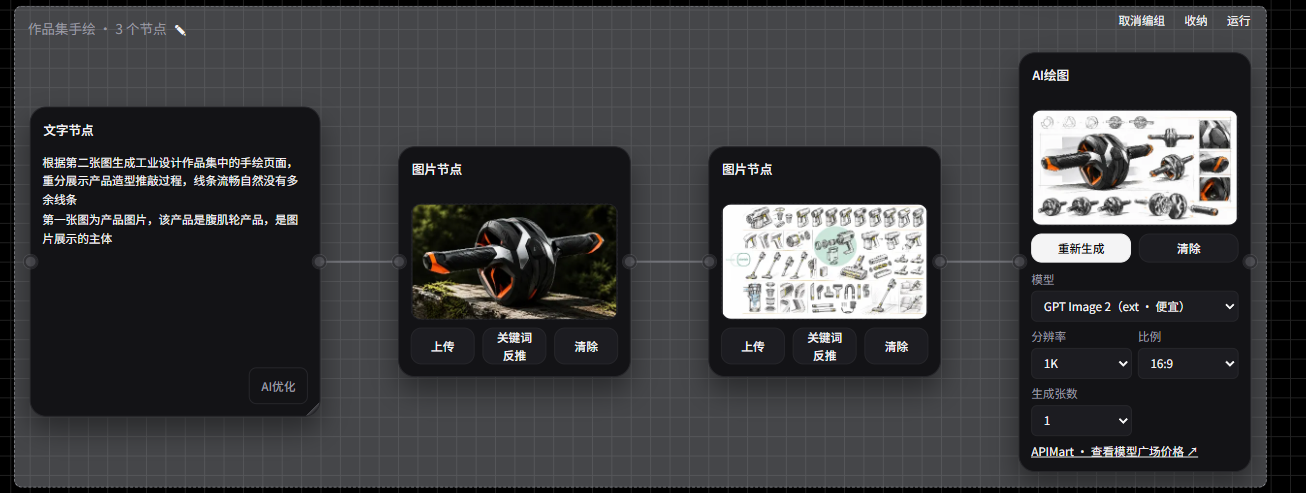 作品集手绘 · 3 个节点
取消编组 收纳 运行
文字节点
根据第二张图生成工业设计作品集中的手绘页面，
重分展示产品造型推敲过程，线条流畅自然没有多
余线条
第一张图为产品图片，该产品是腹肌轮产品，是图
片展示的主体
AI优化
图片节点
上传
关键词
反推
清除
图片节点
上传
关键词
反推
清除
AI绘图
重新生成
清除
模型
GPT Image 2（ext · 便宜）
分辨率 比例
1K 16:9
生成张数
1
APIMart · 查看模型广场价格 ↗